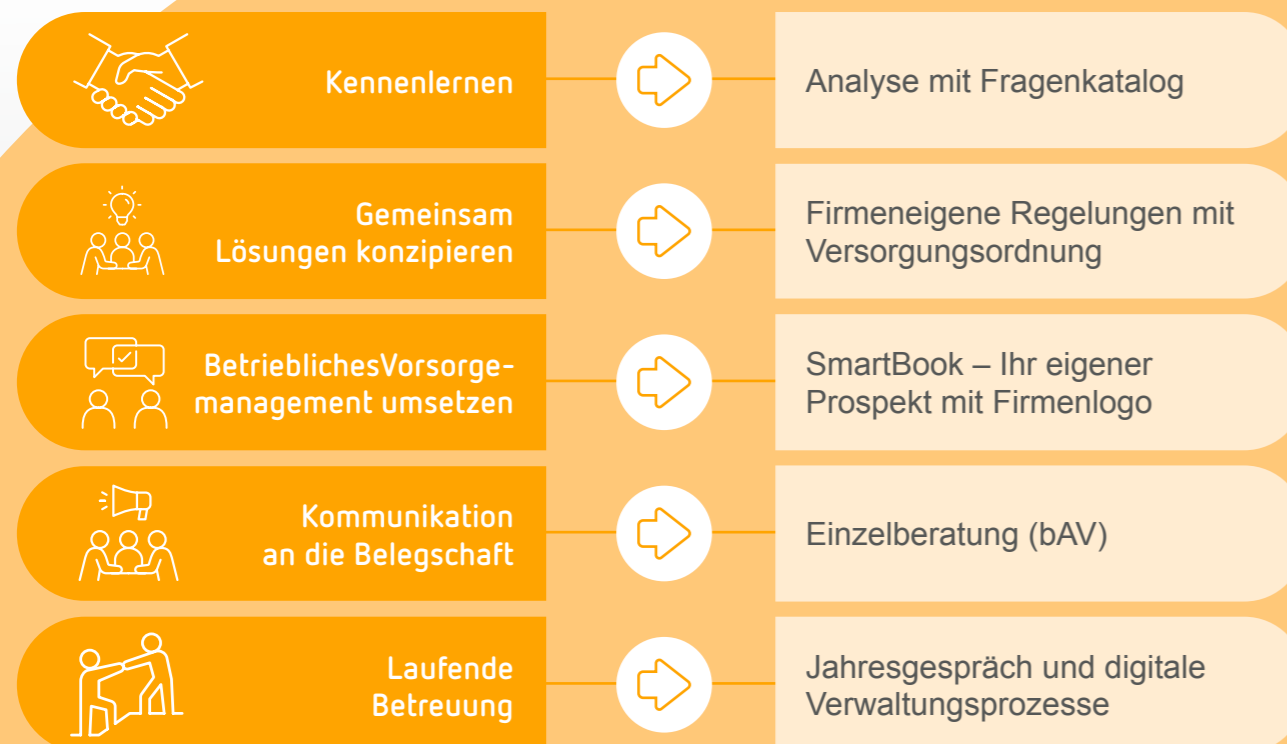 Kennenlernen
Analyse mit Fragenkatalog
Gemeinsam
Lösungen konzipieren
Firmeneigene Regelungen mit
Versorgungsordnung
BetrieblichesVorsorge-
management umsetzen
SmartBook – Ihr eigener
Prospekt mit Firmenlogo
Kommunikation
an die Belegschaft
Einzelberatung (bAV)
Laufende
Betreuung
Jahresgespräch und digitale
Verwaltungsprozesse